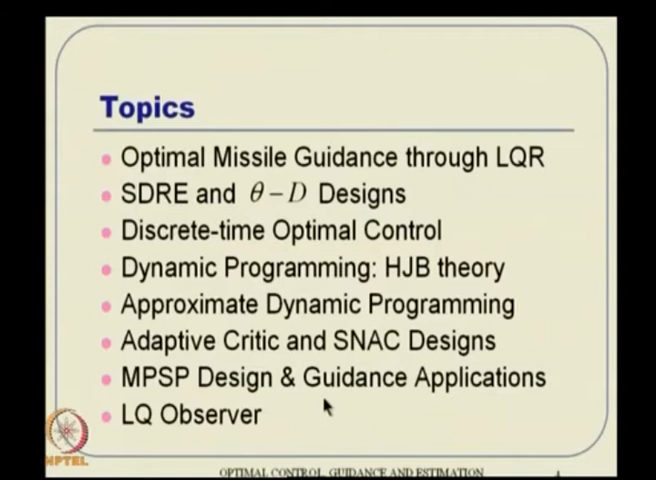 Topics
Optimal Missile Guidance through LQR
SDRE and θ – D Designs
Discrete-time Optimal Control
Dynamic Programming: HJB theory
Approximate Dynamic Programming
Adaptive Critic and SNAC Designs
MPSP Design & Guidance Applications
LQ Observer
NPTEL
OPTIMAL CONTROL, GUIDANCE AND ESTIMATION